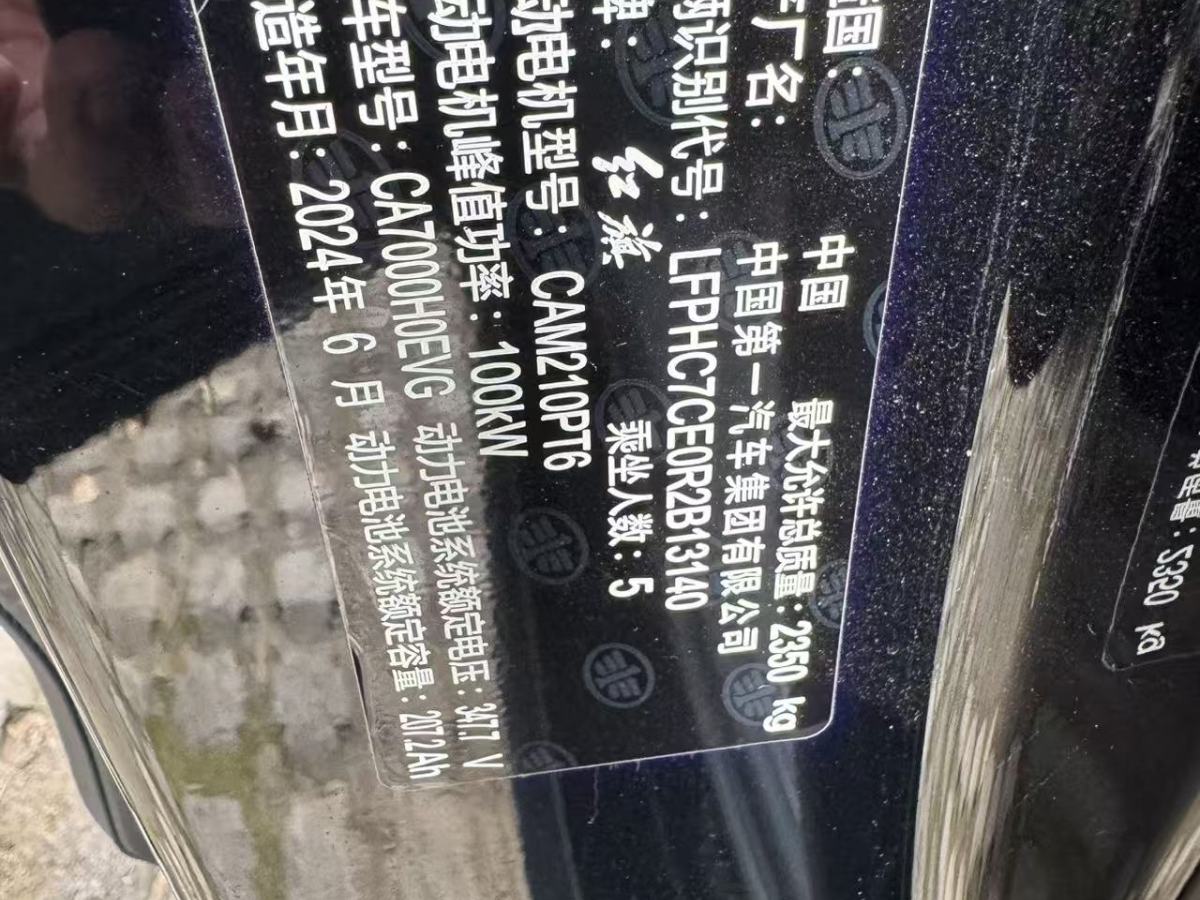 国: 中国 最大允许总质量: 2350 kg
厂名: 中国第一汽车集团有限公司
识别代号: LFPHC7CE0R2B13140
牌: 红旗 乘坐人数: 5
动电机型号: CAM210PT6
动电机峰值功率: 100kW
车型号: CA7000H0EVG 动力电池系统额定电压: 347.7 V
造年月: 2024年 6 月 动力电池系统额定容量: 207.2Ah
量: 2350 kg